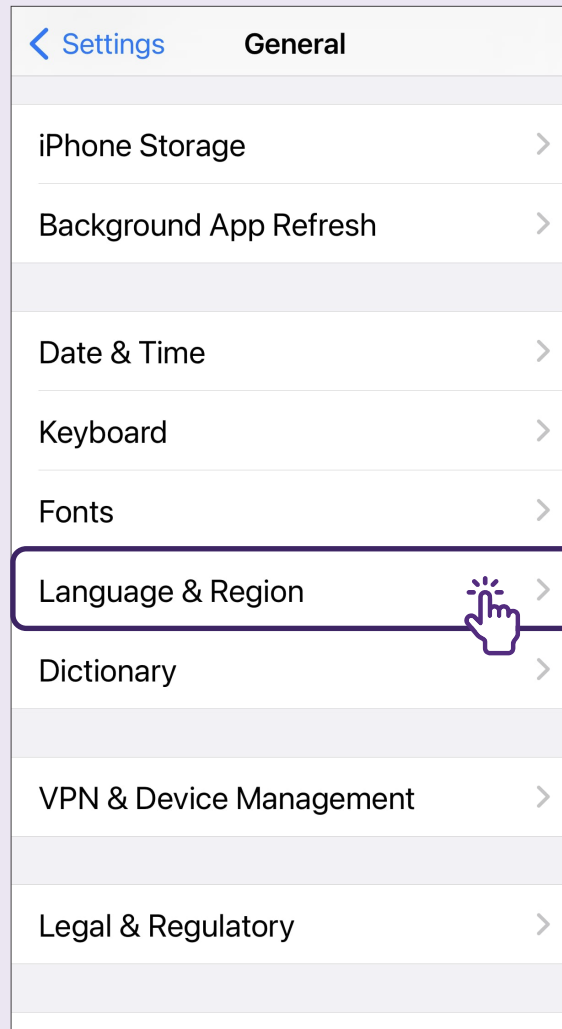 Settings General
iPhone Storage
Background App Refresh
Date & Time
Keyboard
Fonts
Language & Region
Dictionary
VPN & Device Management
Legal & Regulatory